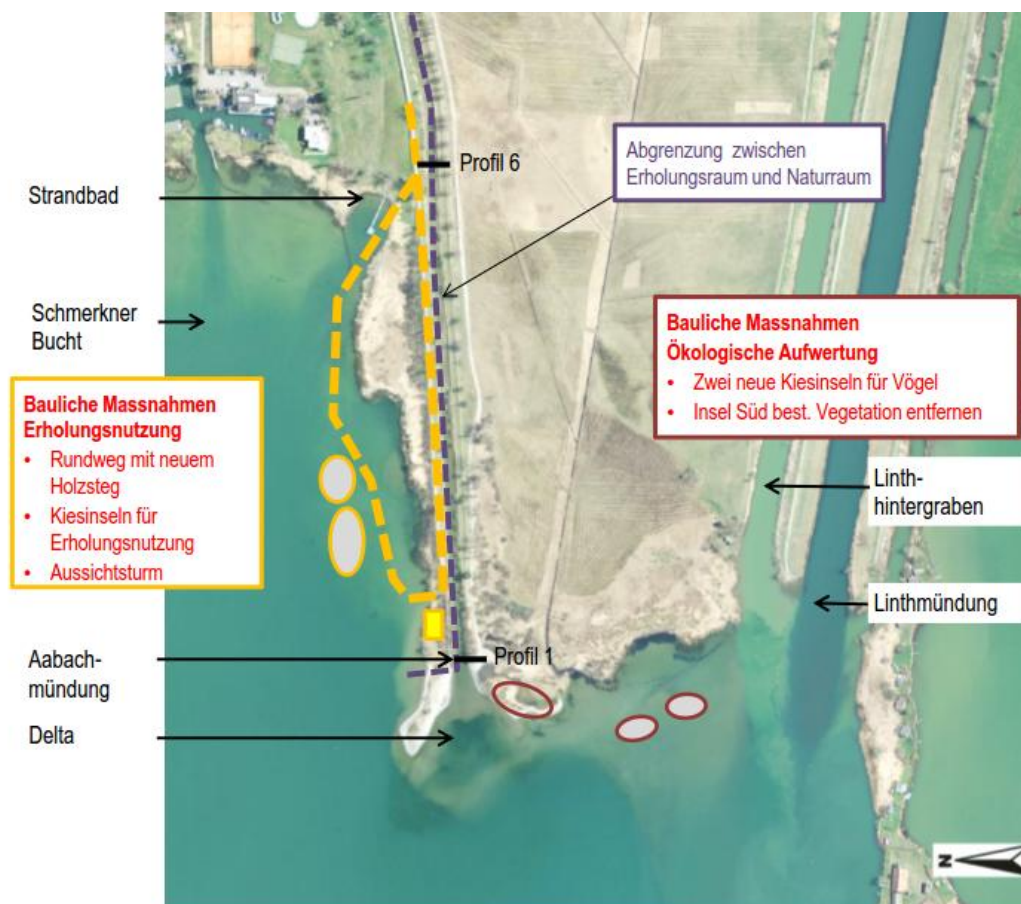 Profil 6
Abgrenzung zwischen
Erholungsraum und Naturraum
Strandbad
Schmerkner
Bucht
Bauliche Massnahmen
Ökologische Aufwertung
• Zwei neue Kiesinseln für Vögel
• Insel Süd best. Vegetation entfernen
Bauliche Massnahmen
Erholungsnutzung
• Rundweg mit neuem
Holzsteg
• Kiesinseln für
Erholungsnutzung
• Aussichtsturm
Linth-
hintergraben
Linthmündung
Aabach-
mündung
Profil 1
Delta
N